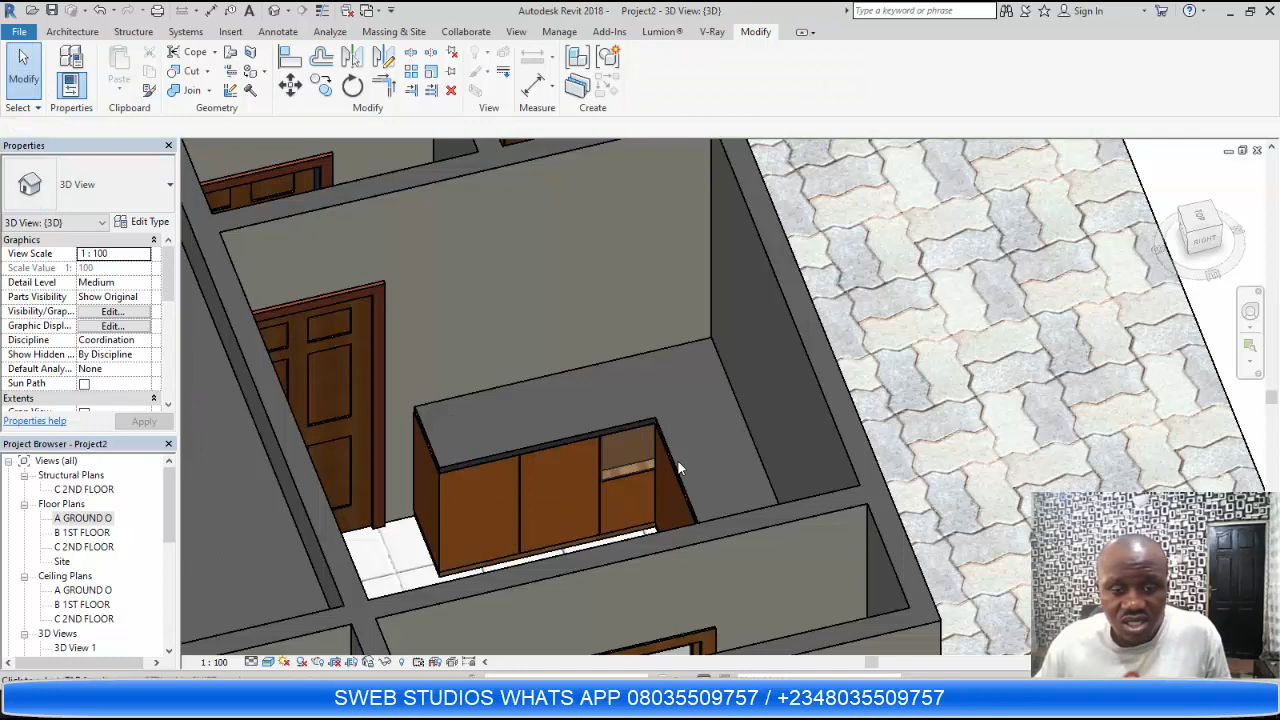 Autodesk Revit 2018 - Project2 - 3D View: {3D}
Type a keyword or phrase
Sign In
File Architecture Structure Systems Insert Annotate Analyze Massing & Site Collaborate View Manage Add-Ins Lumion® V-Ray Modify
Modify Paste Cope Cut Join
Select Properties Clipboard Geometry Modify View Measure Create
Properties
3D View
3D View: {3D} Edit Type
Graphics
View Scale 1 : 100
Scale Value 1: 100
Detail Level Medium
Parts Visibility Show Original
Visibility/Grap... Edit...
Graphic Displ... Edit...
Discipline Coordination
Show Hidden ... By Discipline
Default Analy... None
Sun Path
Extents
Properties help Apply
Project Browser - Project2
Views (all)
Structural Plans
C 2ND FLOOR
Floor Plans
A GROUND O
B 1ST FLOOR
C 2ND FLOOR
Site
Ceiling Plans
A GROUND O
B 1ST FLOOR
C 2ND FLOOR
3D Views
3D View 1
TOP
RIGHT
1 : 100
SWEB STUDIOS WHATS APP 08035509757 / +2348035509757